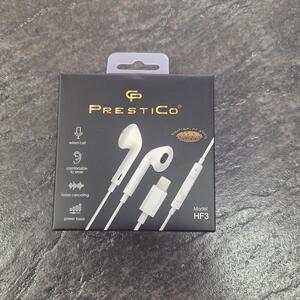 PRESTICO
wired call
comfortable
to wear
noise canceling
power bass
Model
HF3